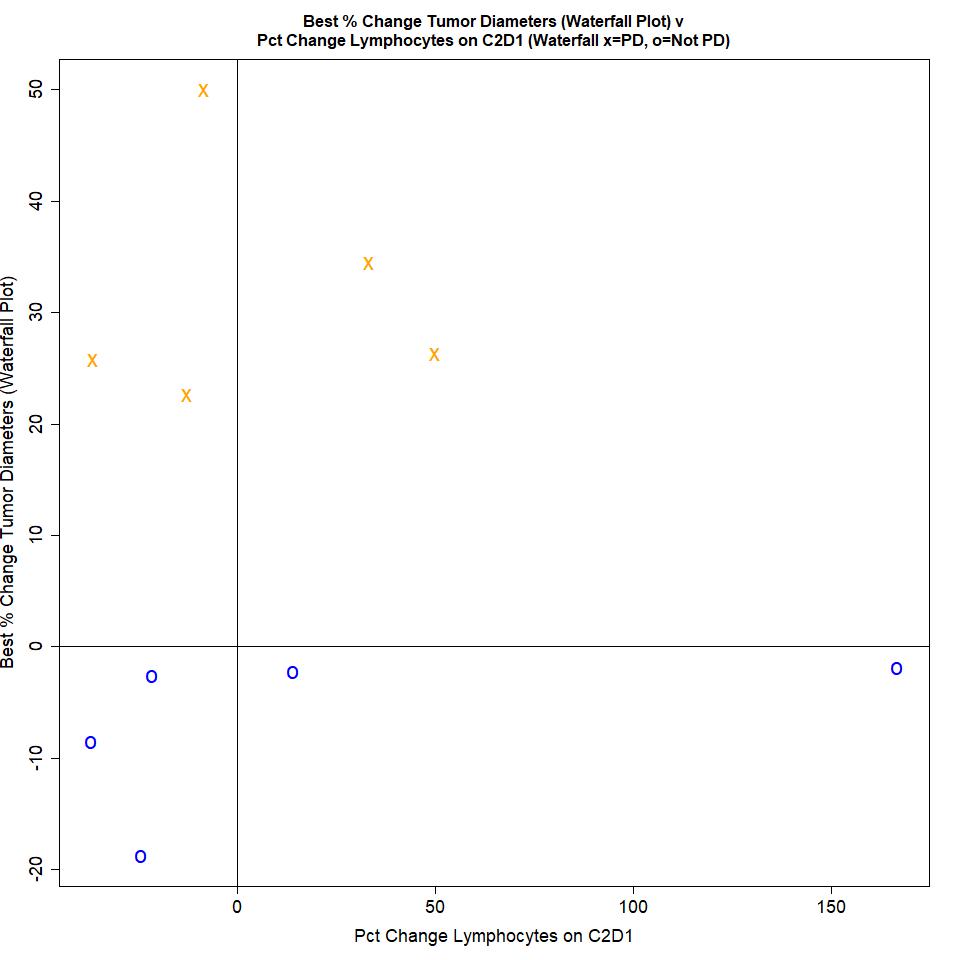 Best % Change Tumor Diameters (Waterfall Plot) v
Pct Change Lymphocytes on C2D1 (Waterfall x=PD, o=Not PD)
Best % Change Tumor Diameters (Waterfall Plot)
50
40
30
20
10
0
-10
-20
X
X
X
X
X
O
O
O
O
O
0
50
100
150
Pct Change Lymphocytes on C2D1